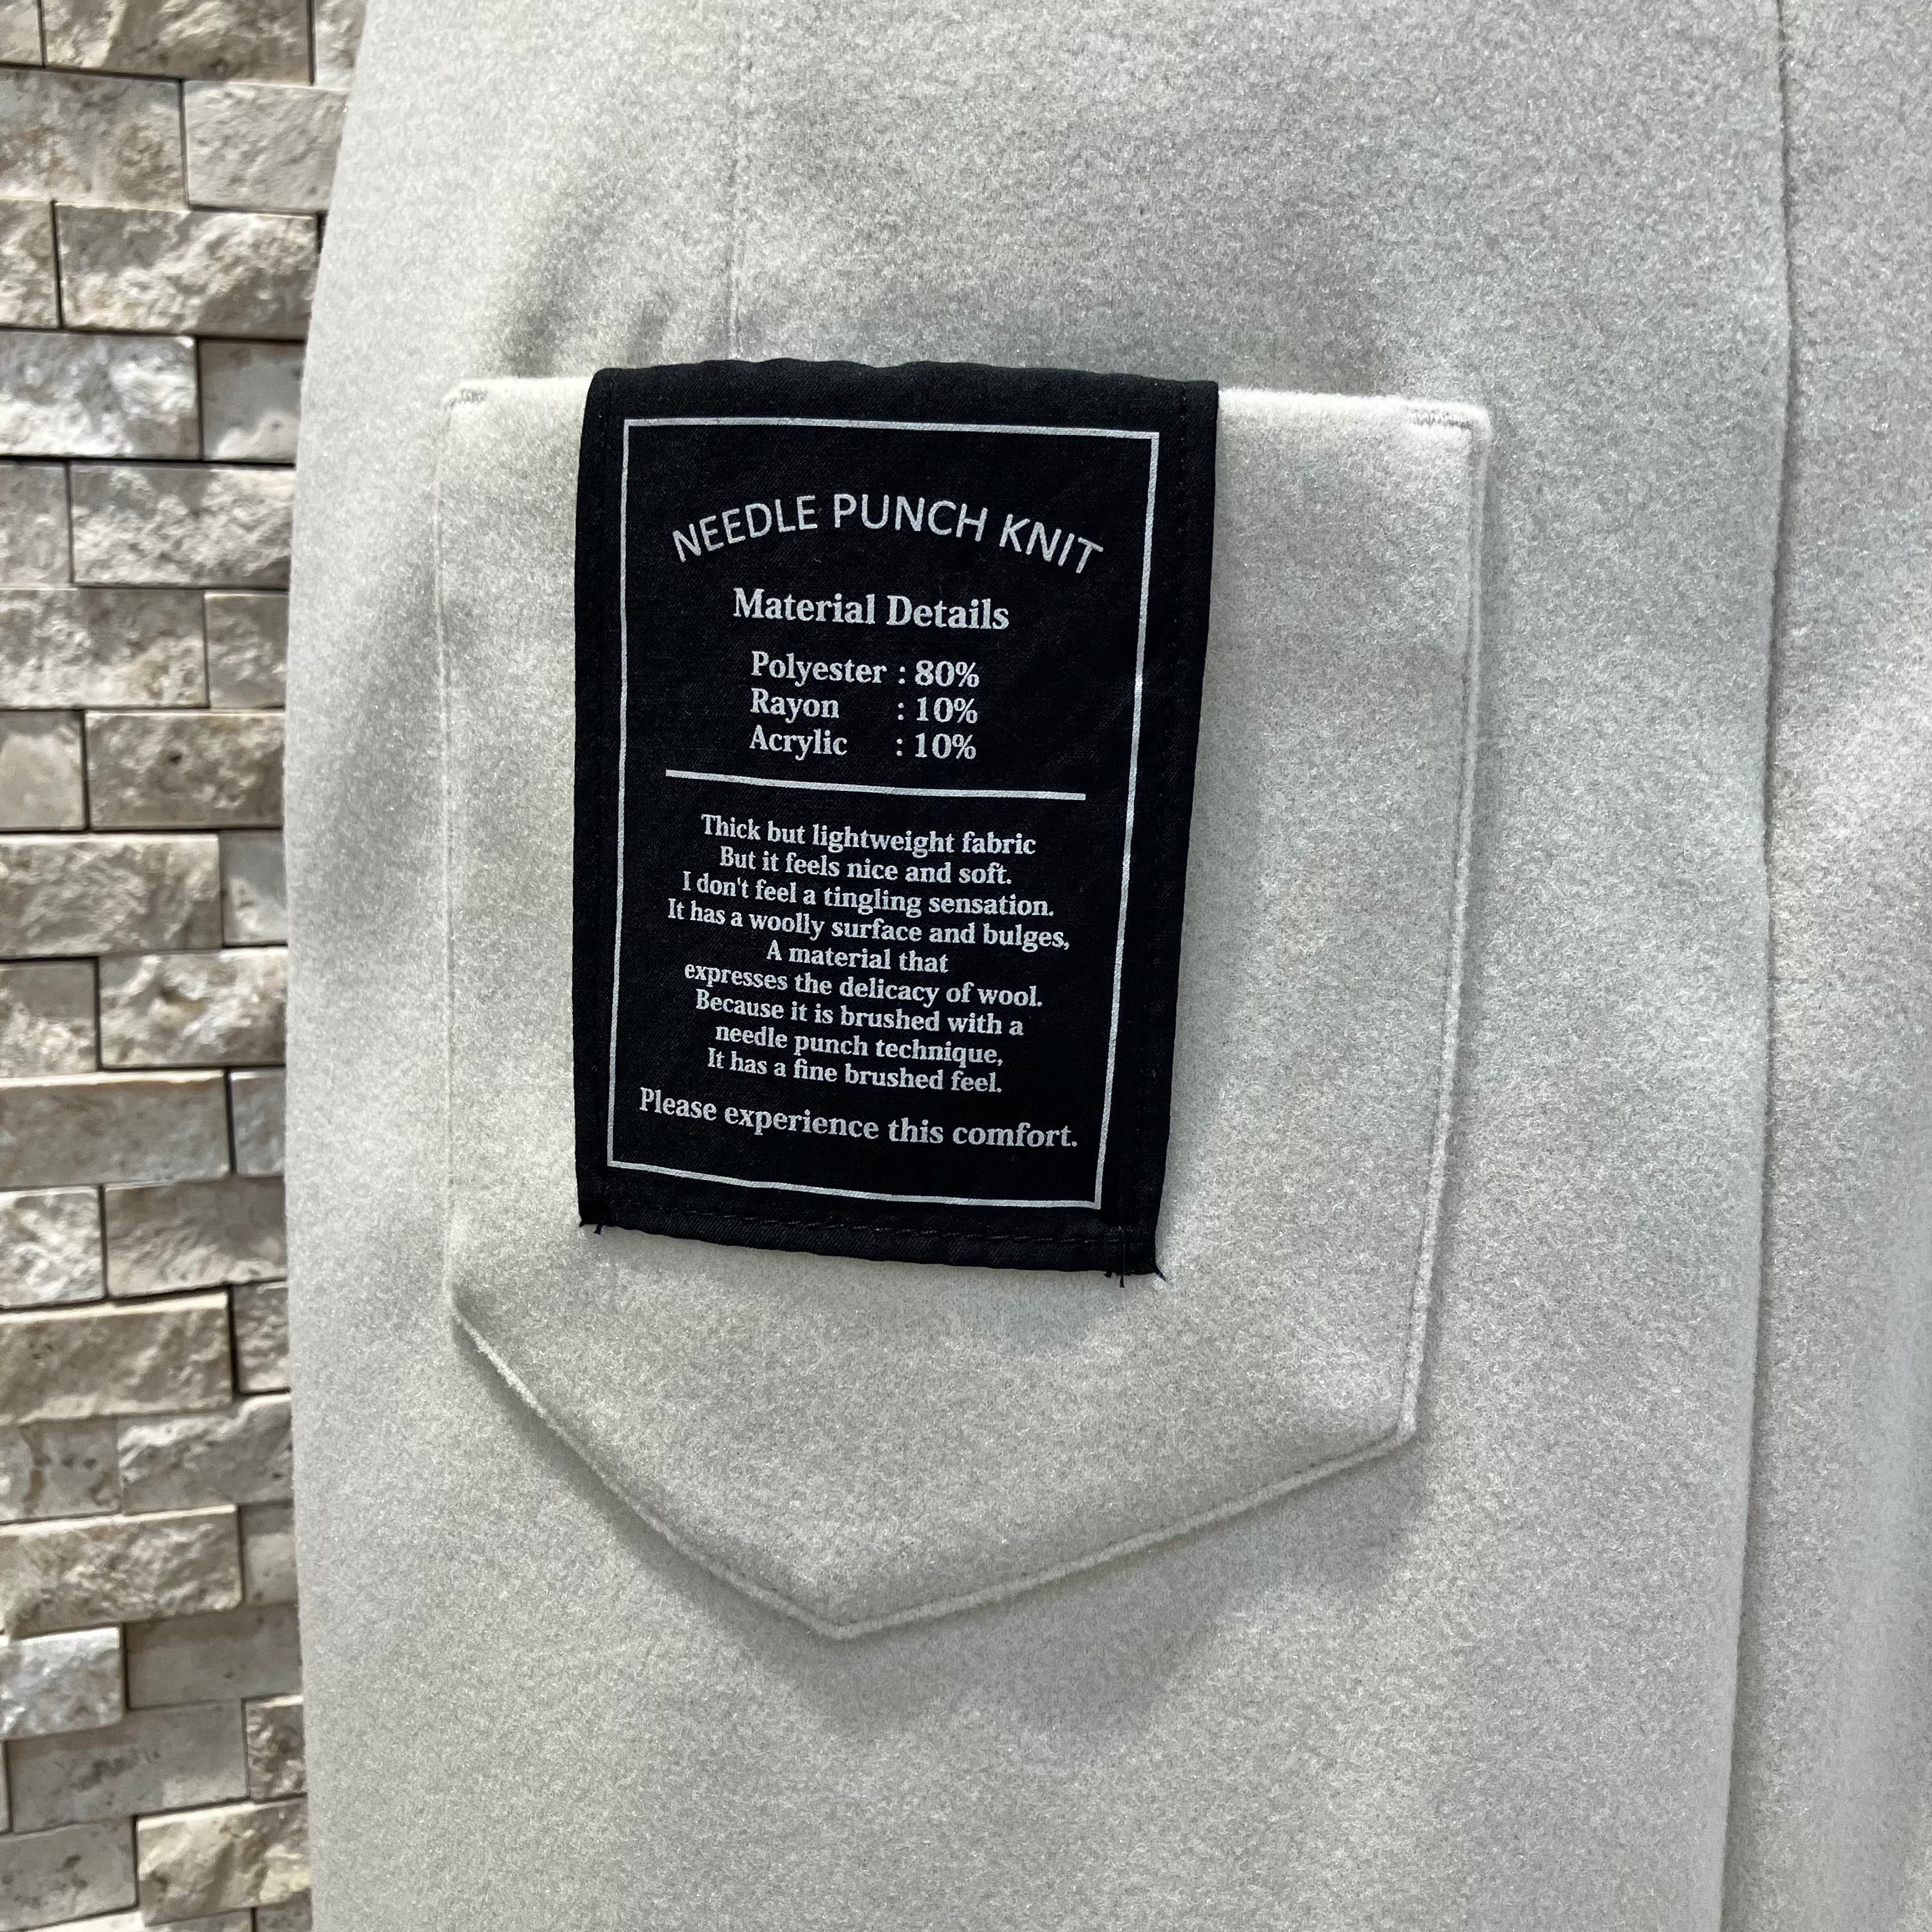 NEEDLE PUNCH KNIT
Material Details
Polyester : 80%
Rayon : 10%
Acrylic : 10%
Thick but lightweight fabric
But it feels nice and soft.
I don't feel a tingling sensation.
It has a woolly surface and bulges,
A material that
expresses the delicacy of wool.
Because it is brushed with a
needle punch technique,
It has a fine brushed feel.
Please experience this comfort.